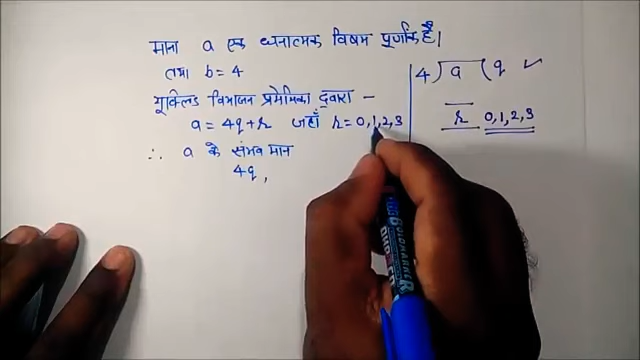 माना a एक धनात्मक विषम पूर्णांक है।
तथा b = 4
यूक्लिड विभाजन प्रमेयिका द्वारा –
a = 4q + r जहाँ r = 0, 1, 2, 3
∴ a के संभव मान
4q ,
4 ) a ( q ✓
r 0, 1, 2, 3